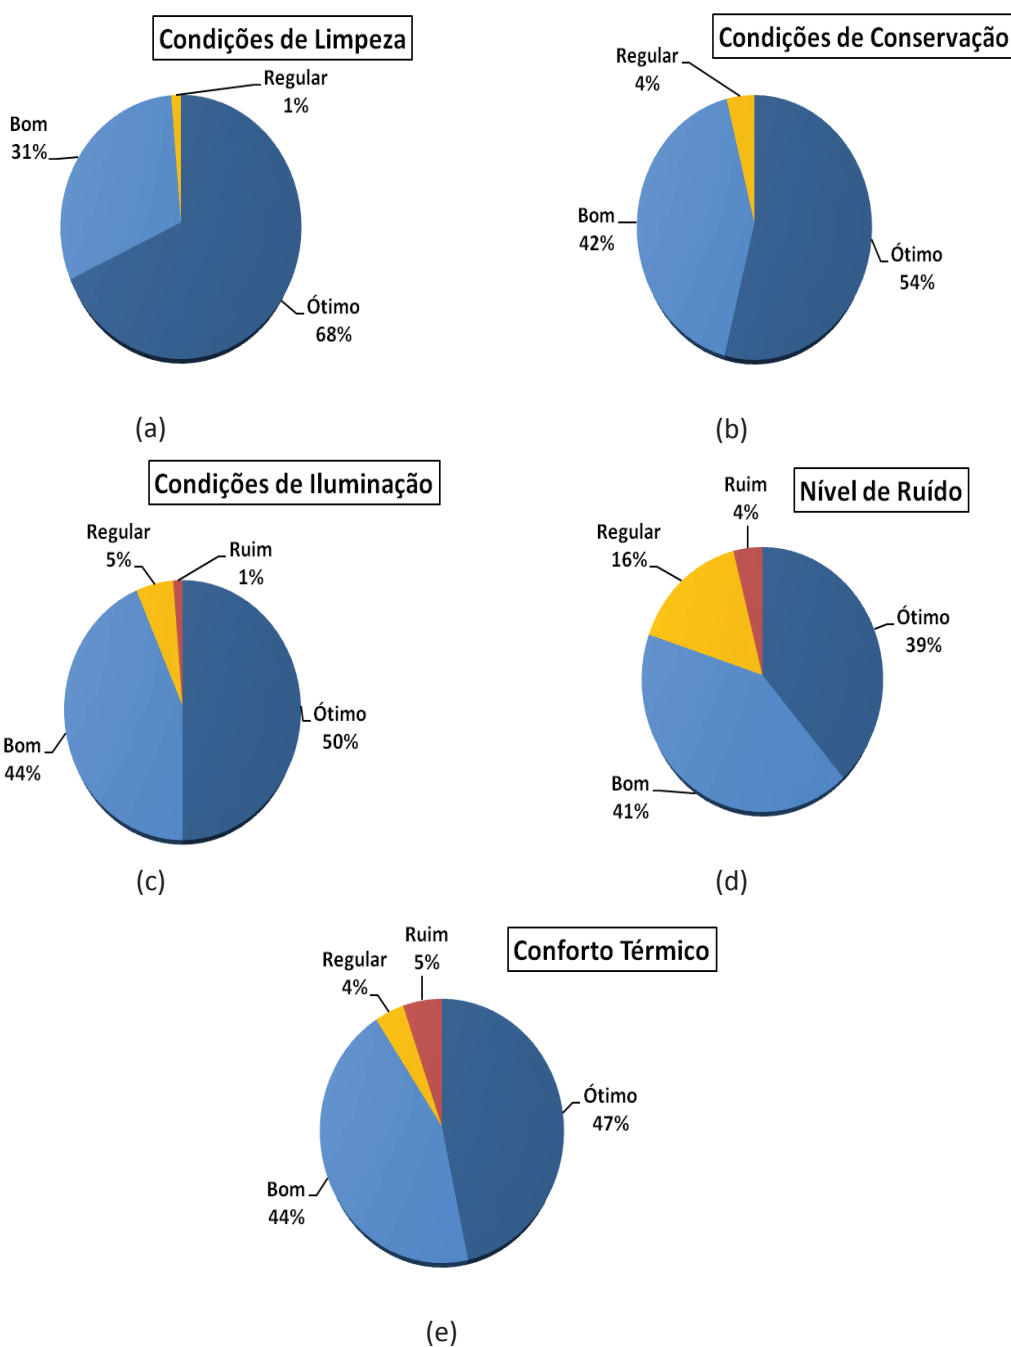 Condições de Limpeza
Regular
1%
Bom
31%
Ótimo
68%
(a)
Condições de Conservação
Regular
4%
Bom
42%
Ótimo
54%
(b)
Condições de Iluminação
Regular
5%
Ruim
1%
Ótimo
50%
Bom
44%
(c)
Nível de Ruído
Ruim
4%
Regular
16%
Ótimo
39%
Bom
41%
(d)
Conforto Térmico
Ruim
5%
Regular
4%
Ótimo
47%
Bom
44%
(e)